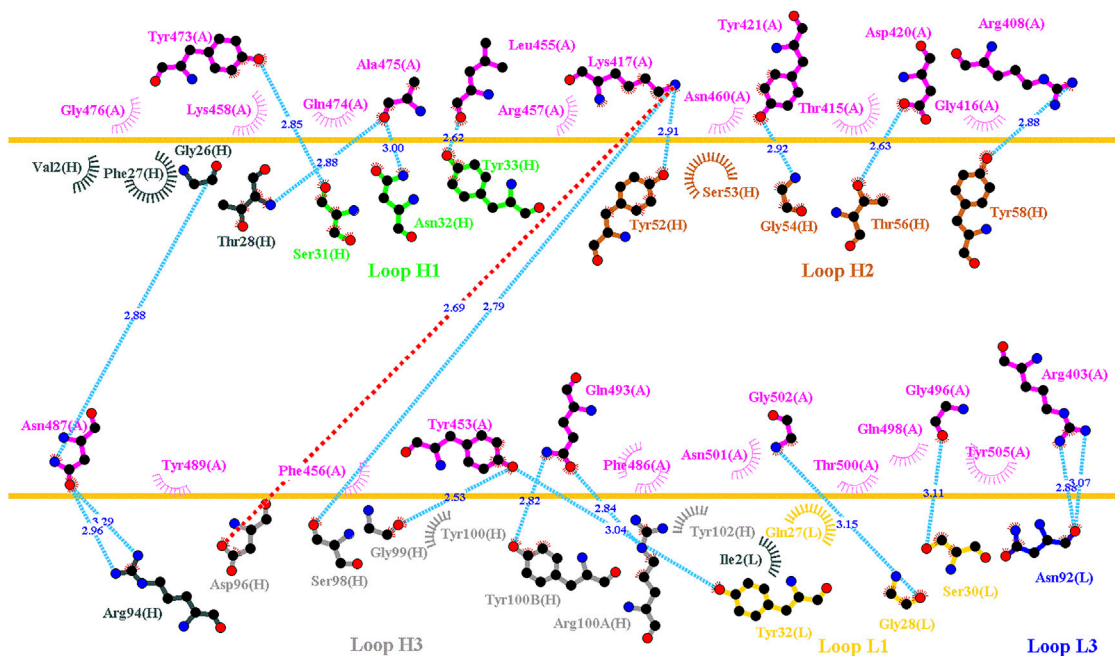 Tyr473(A)
Gly476(A)
Lys458(A)
Ala475(A)
Gln474(A)
Leu455(A)
Arg457(A)
Lys417(A)
Asn460(A)
Tyr421(A)
Thr415(A)
Asp420(A)
Gly416(A)
Arg408(A)
2.85
2.88
3.00
2.62
2.91
2.92
2.63
2.88
Val2(H)
Phe27(H)
Gly26(H)
Thr28(H)
Ser31(H)
Asn32(H)
Tyr33(H)
Tyr52(H)
Ser53(H)
Gly54(H)
Thr56(H)
Tyr58(H)
Loop H1
Loop H2
2.88
2.69
2.79
Asn487(A)
Tyr489(A)
Phe456(A)
Tyr453(A)
Gln493(A)
Phe486(A)
Asn501(A)
Gly502(A)
Thr500(A)
Gln498(A)
Gly496(A)
Tyr505(A)
Arg403(A)
3.29
2.96
2.53
2.82
2.84
3.04
3.15
3.11
2.88
3.07
Arg94(H)
Asp96(H)
Ser98(H)
Gly99(H)
Tyr100(H)
Tyr100B(H)
Arg100A(H)
Tyr102(H)
Ile2(L)
Gln27(L)
Tyr32(L)
Gly28(L)
Ser30(L)
Asn92(L)
Loop H3
Loop L1
Loop L3